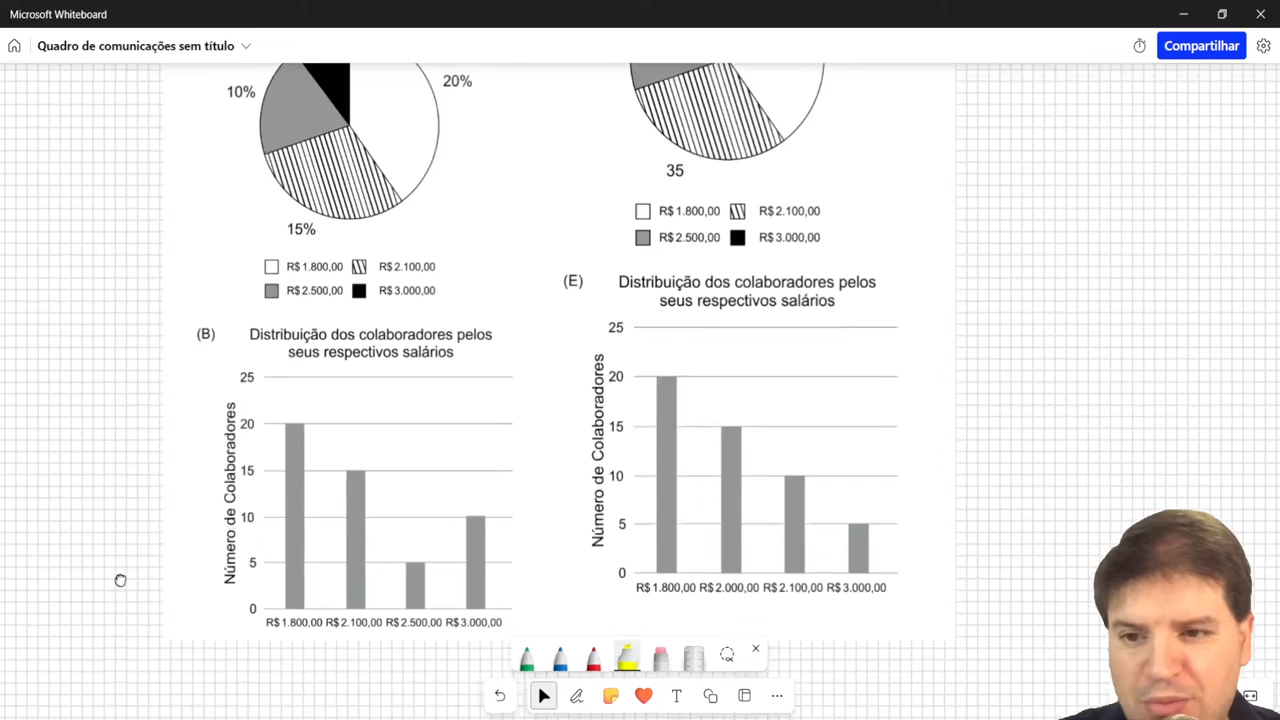 Microsoft Whiteboard
Quadro de comunicações sem título
Compartilhar
10%
20%
15%
R$ 1.800,00 R$ 2.100,00
R$ 2.500,00 R$ 3.000,00
(B) Distribuição dos colaboradores pelos
seus respectivos salários
25
20
15
10
5
0
Número de Colaboradores
R$ 1.800,00 R$ 2.100,00 R$ 2.500,00 R$ 3.000,00
35
R$ 1.800,00 R$ 2.100,00
R$ 2.500,00 R$ 3.000,00
(E) Distribuição dos colaboradores pelos
seus respectivos salários
25
20
15
10
5
0
Número de Colaboradores
R$ 1.800,00 R$ 2.000,00 R$ 2.100,00 R$ 3.000,00
T